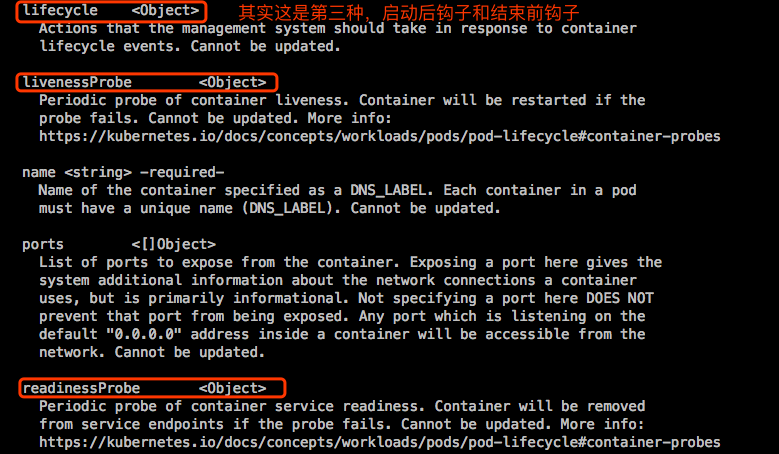 lifecycle <Object> 其实这是第三种，启动后钩子和结束前钩子
Actions that the management system should take in response to container
lifecycle events. Cannot be updated.
livenessProbe <Object>
Periodic probe of container liveness. Container will be restarted if the
probe fails. Cannot be updated. More info:
https://kubernetes.io/docs/concepts/workloads/pods/pod-lifecycle#container-probes
name <string> -required-
Name of the container specified as a DNS_LABEL. Each container in a pod
must have a unique name (DNS_LABEL). Cannot be updated.
ports <[]Object>
List of ports to expose from the container. Exposing a port here gives the
system additional information about the network connections a container
uses, but is primarily informational. Not specifying a port here DOES NOT
prevent that port from being exposed. Any port which is listening on the
default "0.0.0.0" address inside a container will be accessible from the
network. Cannot be updated.
readinessProbe <Object>
Periodic probe of container service readiness. Container will be removed
from service endpoints if the probe fails. Cannot be updated. More info:
https://kubernetes.io/docs/concepts/workloads/pods/pod-lifecycle#container-probes